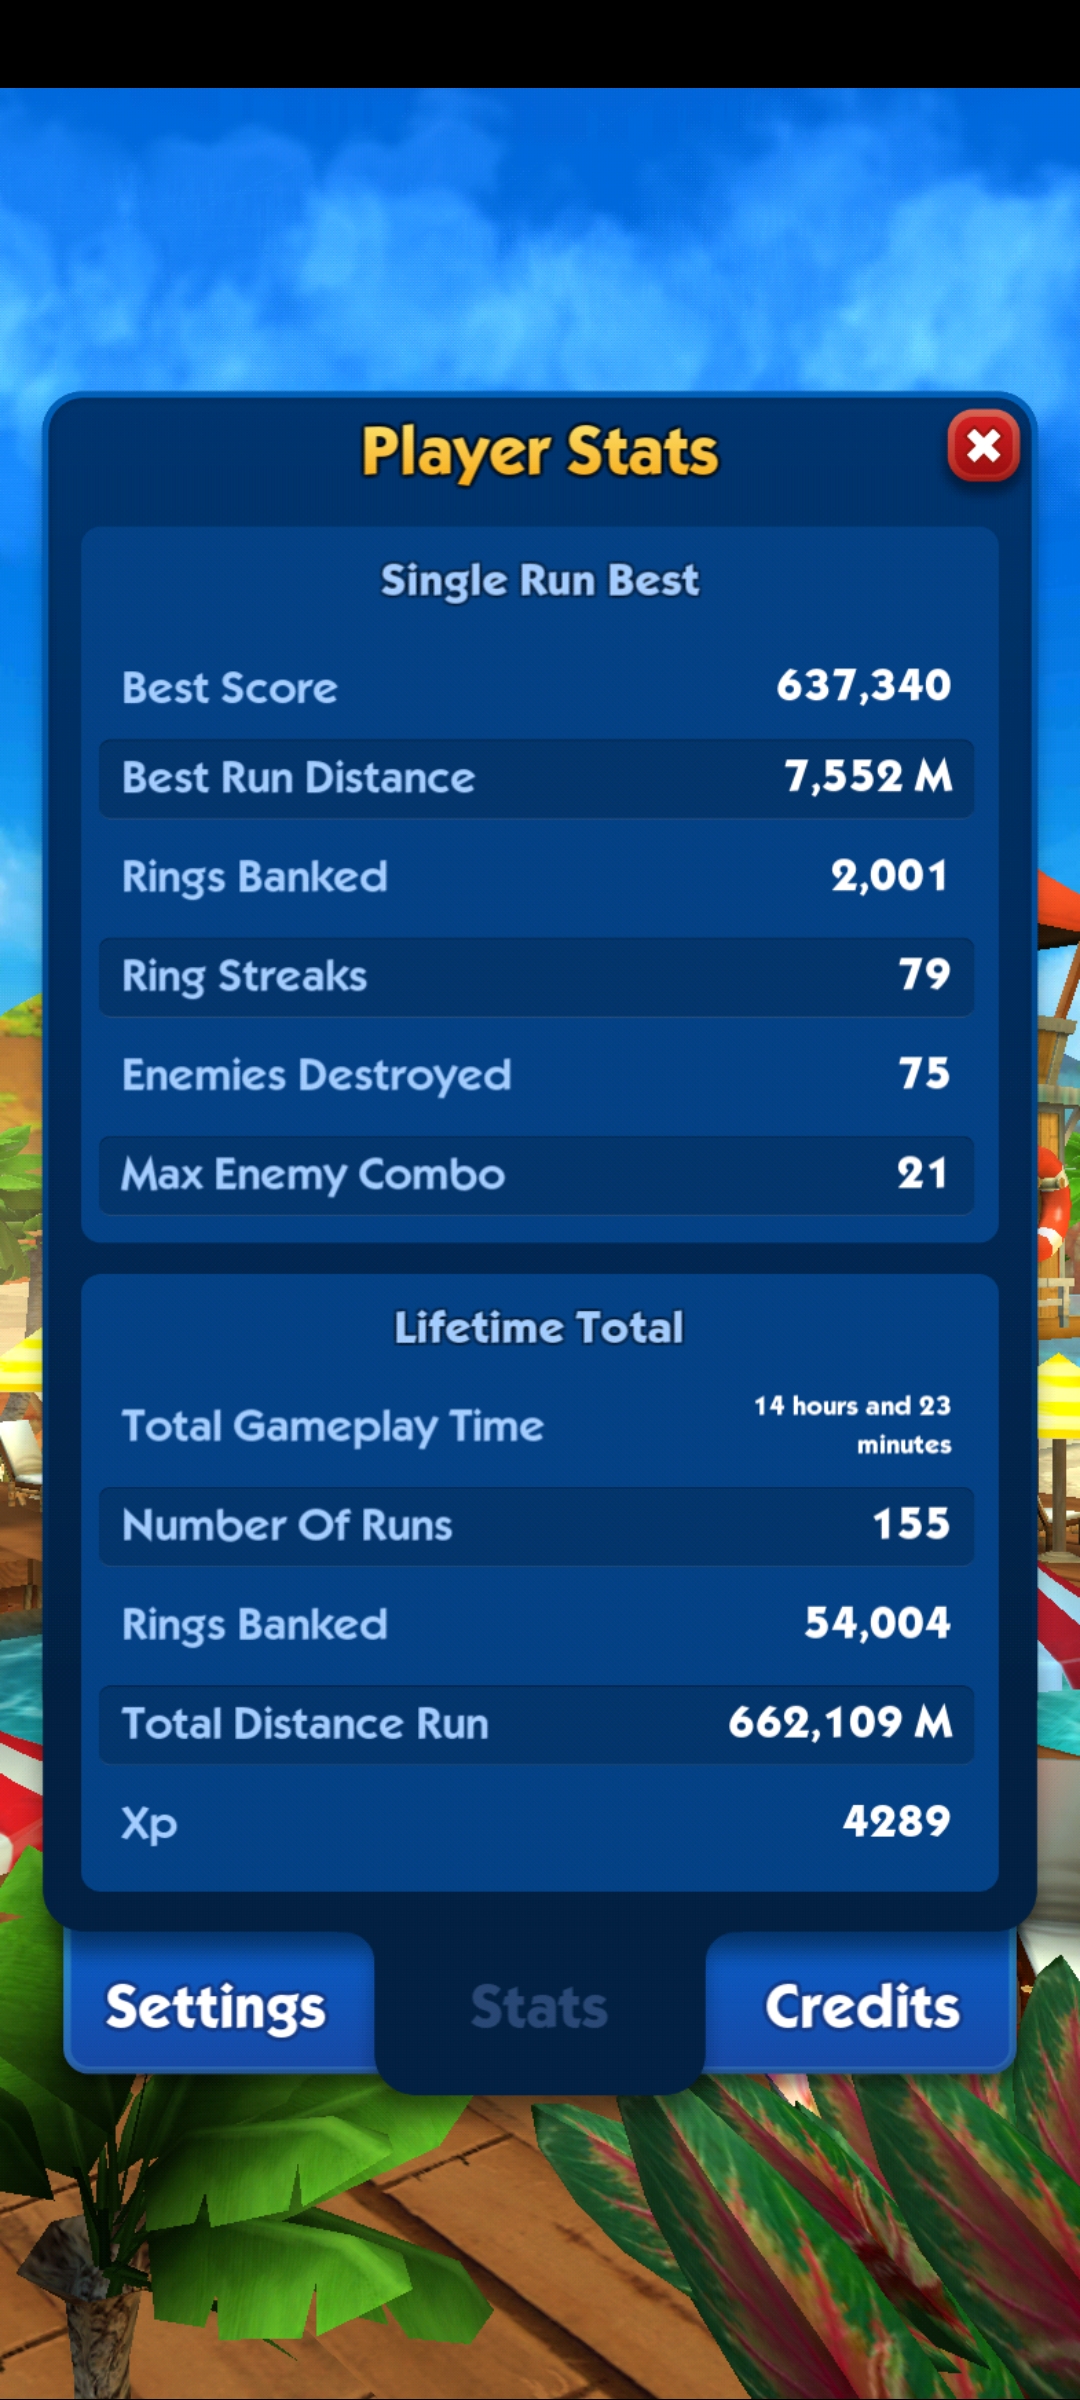 Player Stats
Single Run Best
Best Score 637,340
Best Run Distance 7,552 M
Rings Banked 2,001
Ring Streaks 79
Enemies Destroyed 75
Max Enemy Combo 21
Lifetime Total
Total Gameplay Time 14 hours and 23
minutes
Number Of Runs 155
Rings Banked 54,004
Total Distance Run 662,109 M
Xp 4289
Settings Stats Credits